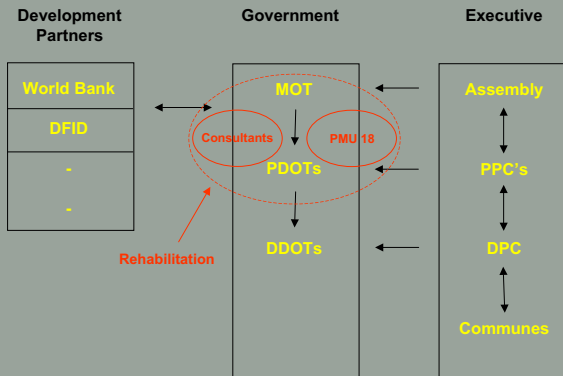 Development
Partners
Government
Executive
World Bank
DFID
-
-
MOT
Consultants
PMU 18
PDOTs
DDOTs
Rehabilitation
Assembly
PPC's
DPC
Communes